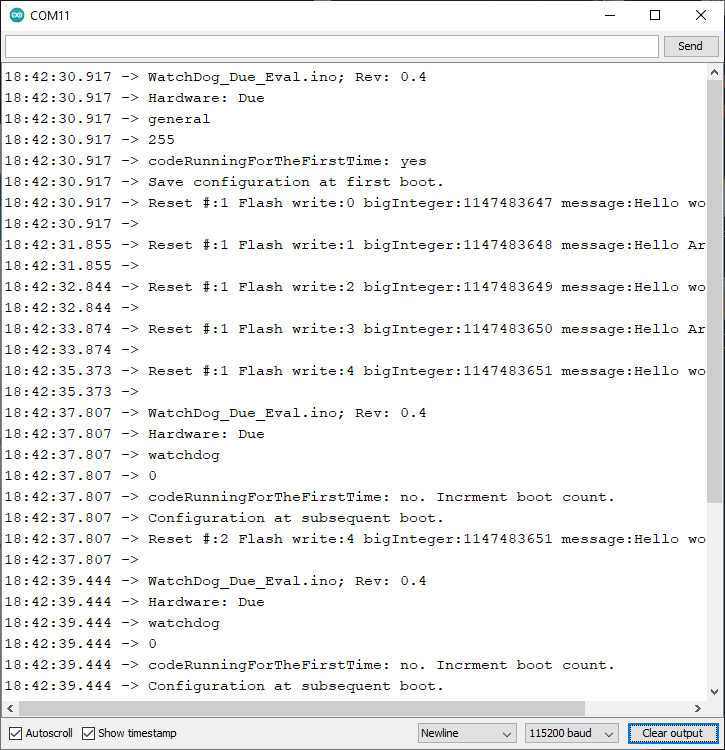 COM11
Send
18:42:30.917 -> WatchDog_Due_Eval.ino; Rev: 0.4
18:42:30.917 -> Hardware: Due
18:42:30.917 -> general
18:42:30.917 -> 255
18:42:30.917 -> codeRunningForTheFirstTime: yes
18:42:30.917 -> Save configuration at first boot.
18:42:30.917 -> Reset #:1 Flash write:0 bigInteger:1147483647 message:Hello wo
18:42:30.917 ->
18:42:31.855 -> Reset #:1 Flash write:1 bigInteger:1147483648 message:Hello Ar
18:42:31.855 ->
18:42:32.844 -> Reset #:1 Flash write:2 bigInteger:1147483649 message:Hello wo
18:42:32.844 ->
18:42:33.874 -> Reset #:1 Flash write:3 bigInteger:1147483650 message:Hello Ar
18:42:33.874 ->
18:42:35.373 -> Reset #:1 Flash write:4 bigInteger:1147483651 message:Hello wo
18:42:35.373 ->
18:42:37.807 -> WatchDog_Due_Eval.ino; Rev: 0.4
18:42:37.807 -> Hardware: Due
18:42:37.807 -> watchdog
18:42:37.807 -> 0
18:42:37.807 -> codeRunningForTheFirstTime: no. Incrment boot count.
18:42:37.807 -> Configuration at subsequent boot.
18:42:37.807 -> Reset #:2 Flash write:4 bigInteger:1147483651 message:Hello wo
18:42:37.807 ->
18:42:39.444 -> WatchDog_Due_Eval.ino; Rev: 0.4
18:42:39.444 -> Hardware: Due
18:42:39.444 -> watchdog
18:42:39.444 -> 0
18:42:39.444 -> codeRunningForTheFirstTime: no. Incrment boot count.
18:42:39.444 -> Configuration at subsequent boot.
Autoscroll Show timestamp Newline 115200 baud Clear output